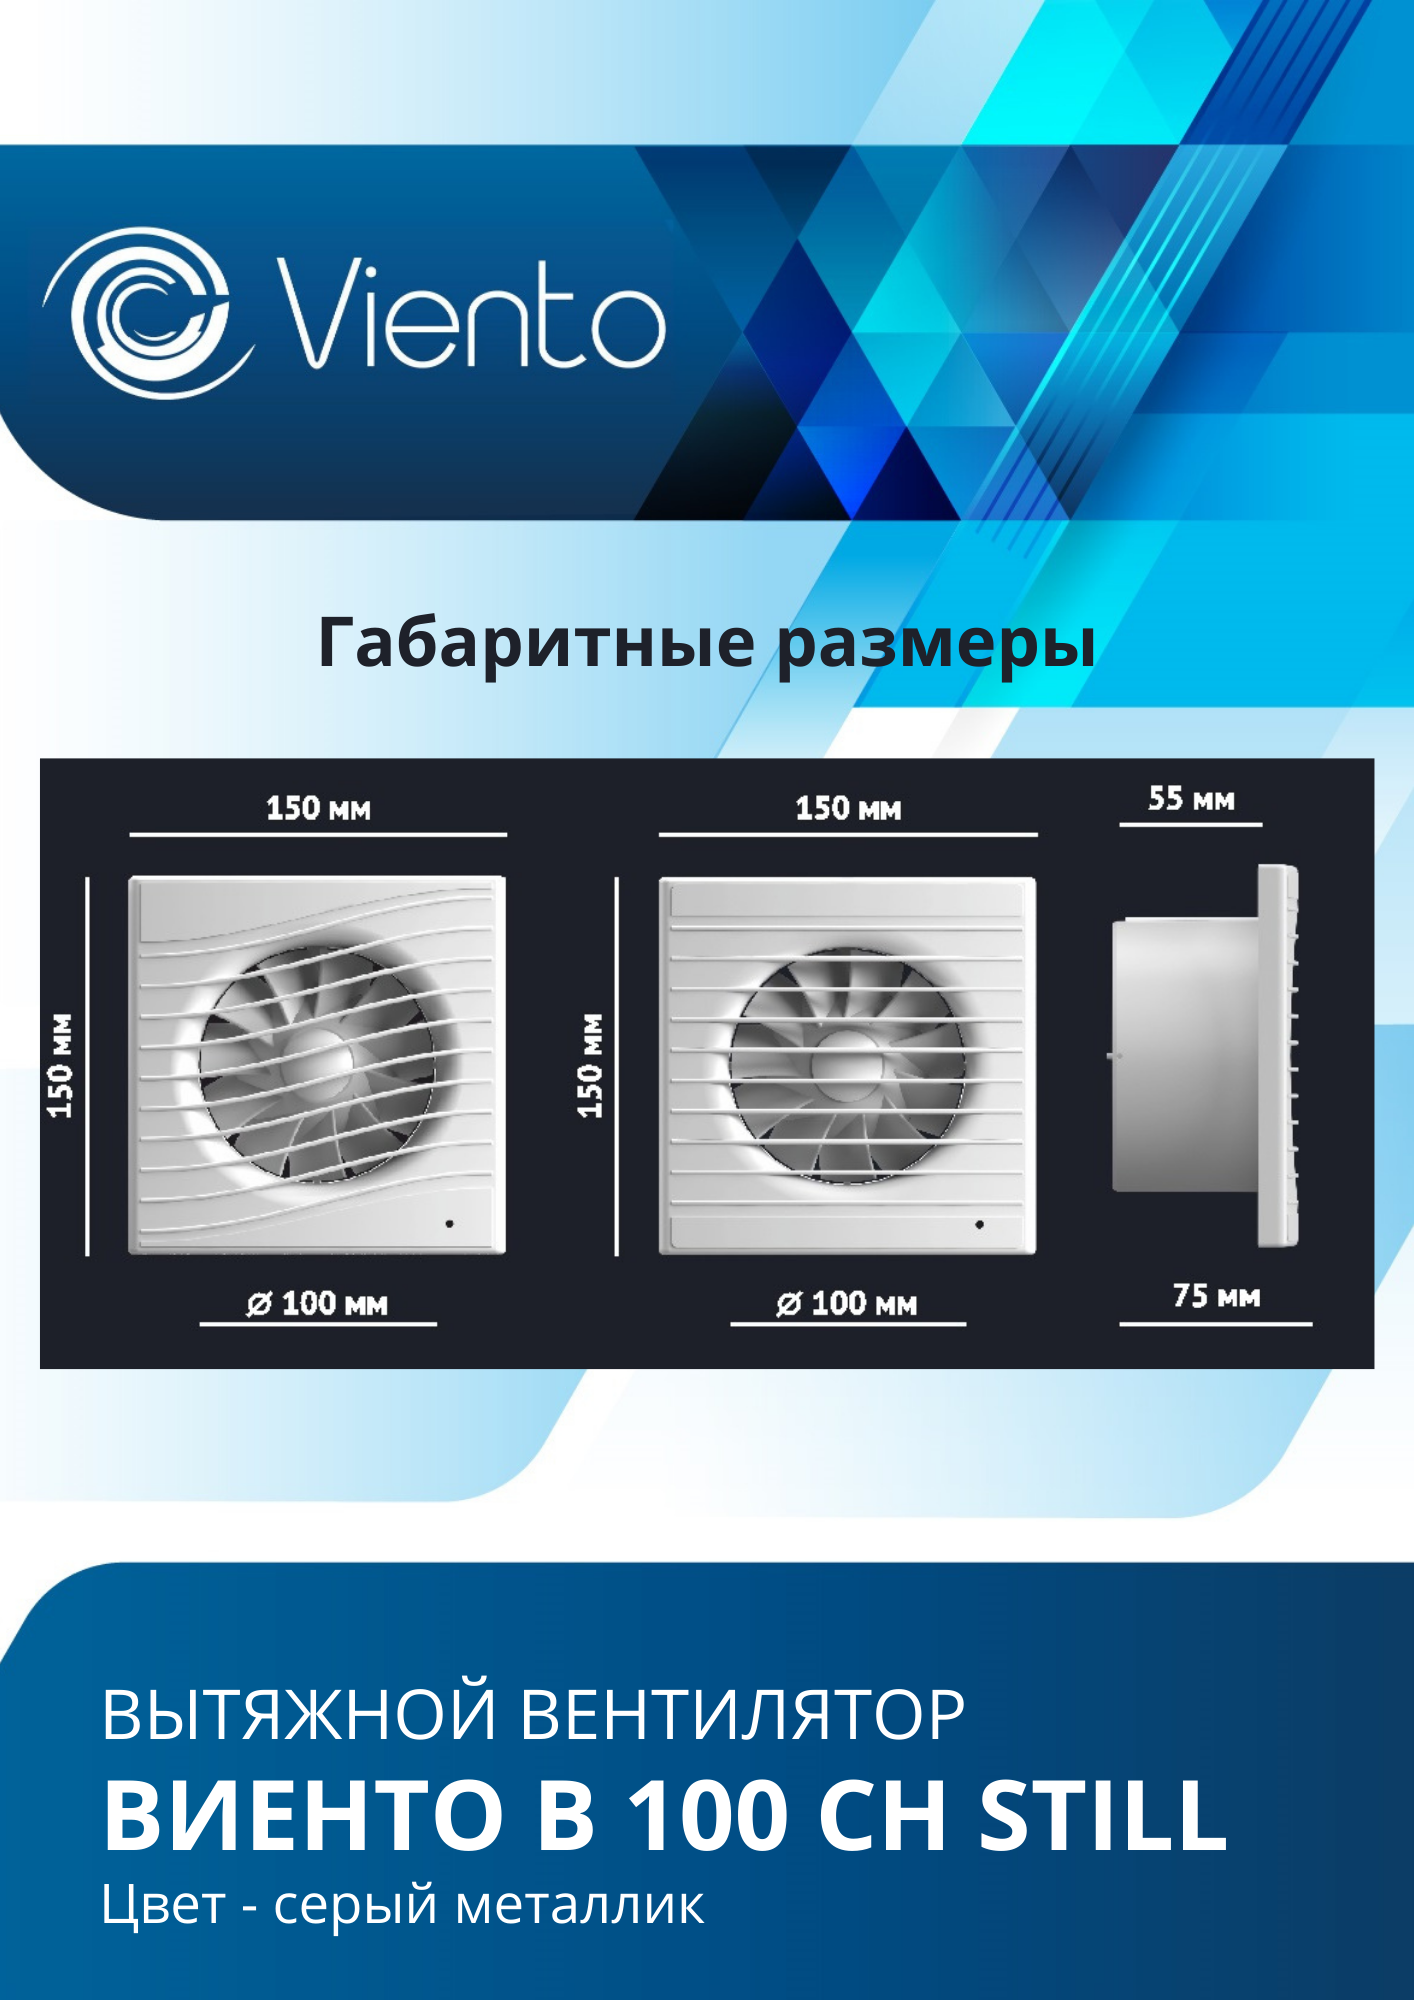 Viento
Габаритные размеры
150 мм
150 мм
55 мм
150 мм
150 мм
⌀ 100 мм
⌀ 100 мм
75 мм
ВЫТЯЖНОЙ ВЕНТИЛЯТОР
ВИЕНТО В 100 СН STILL
Цвет - серый металлик